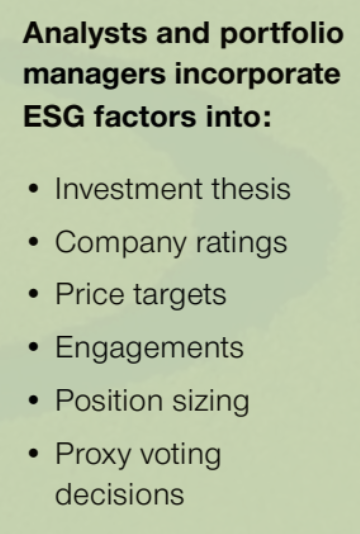 Analysts and portfolio
managers incorporate
ESG factors into:
• Investment thesis
• Company ratings
• Price targets
• Engagements
• Position sizing
• Proxy voting
decisions